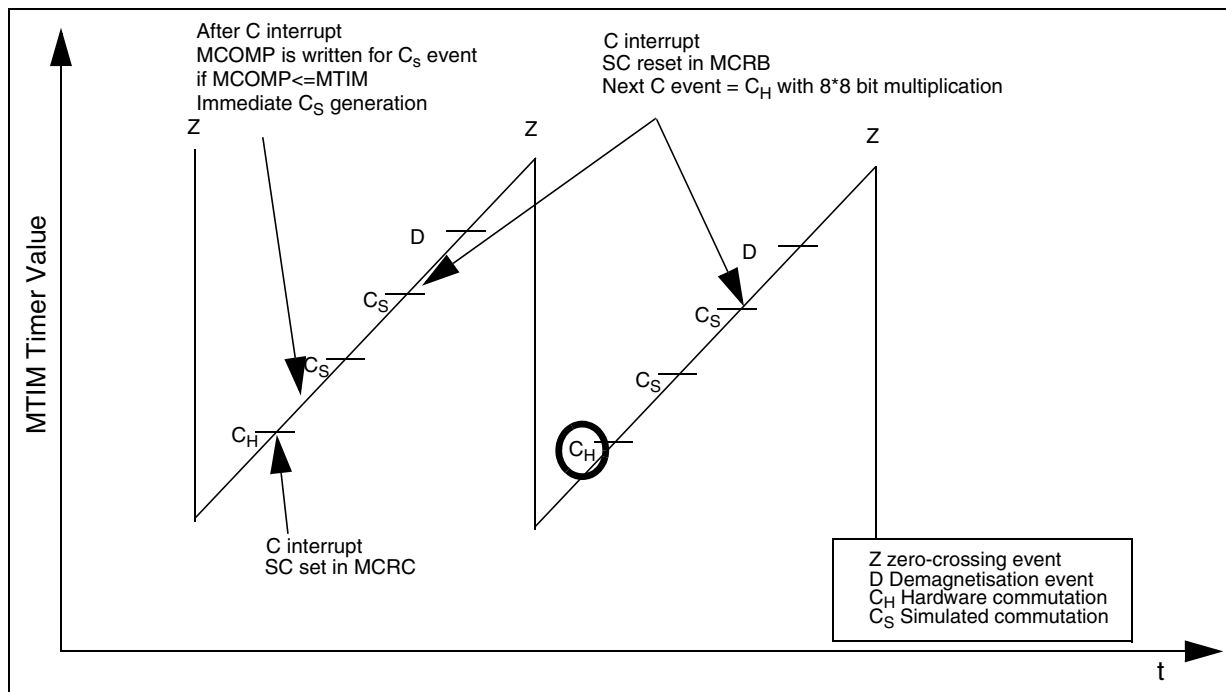 After C interrupt
MCOMP is written for Cs event
if MCOMP<=MTIM
Immediate CS generation
C interrupt
SC reset in MCRB
Next C event = CH with 8*8 bit multiplication
Z
Z
Z
MTIM Timer Value
D
D
CS
CS
CS
CS
CH
CH
C interrupt
SC set in MCRC
Z zero-crossing event
D Demagnetisation event
CH Hardware commutation
CS Simulated commutation
t